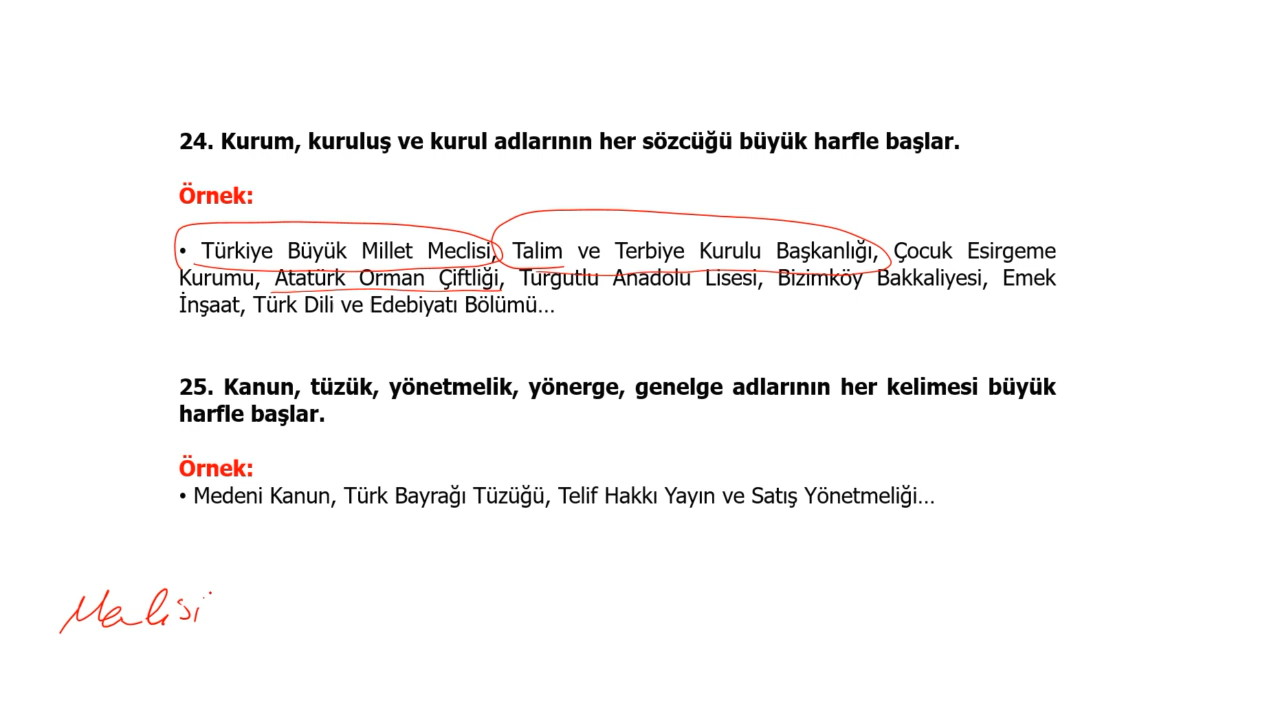 24. Kurum, kuruluş ve kurul adlarının her sözcüğü büyük harfle başlar.
Örnek:
• Türkiye Büyük Millet Meclisi, Talim ve Terbiye Kurulu Başkanlığı, Çocuk Esirgeme
Kurumu, Atatürk Orman Çiftliği, Turgutlu Anadolu Lisesi, Bizimköy Bakkaliyesi, Emek
İnşaat, Türk Dili ve Edebiyatı Bölümü...
25. Kanun, tüzük, yönetmelik, yönerge, genelge adlarının her kelimesi büyük
harfle başlar.
Örnek:
• Medeni Kanun, Türk Bayrağı Tüzüğü, Telif Hakkı Yayın ve Satış Yönetmeliği...